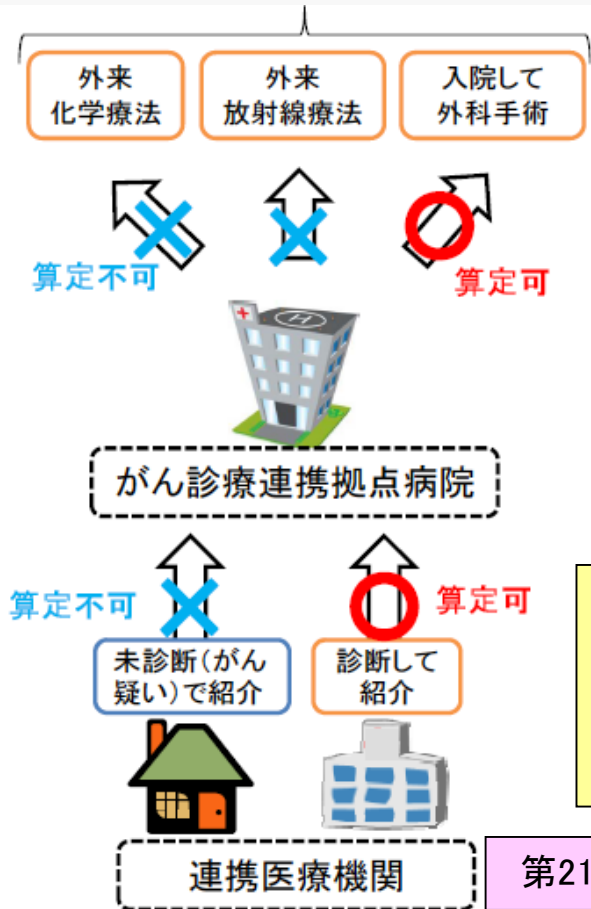 外来
化学療法
外来
放射線療法
入院して
外科手術
算定不可
算定可
H
がん診療連携拠点病院
算定不可
算定可
未診断(がん
疑い)で紹介
診断して
紹介
連携医療機関
第21